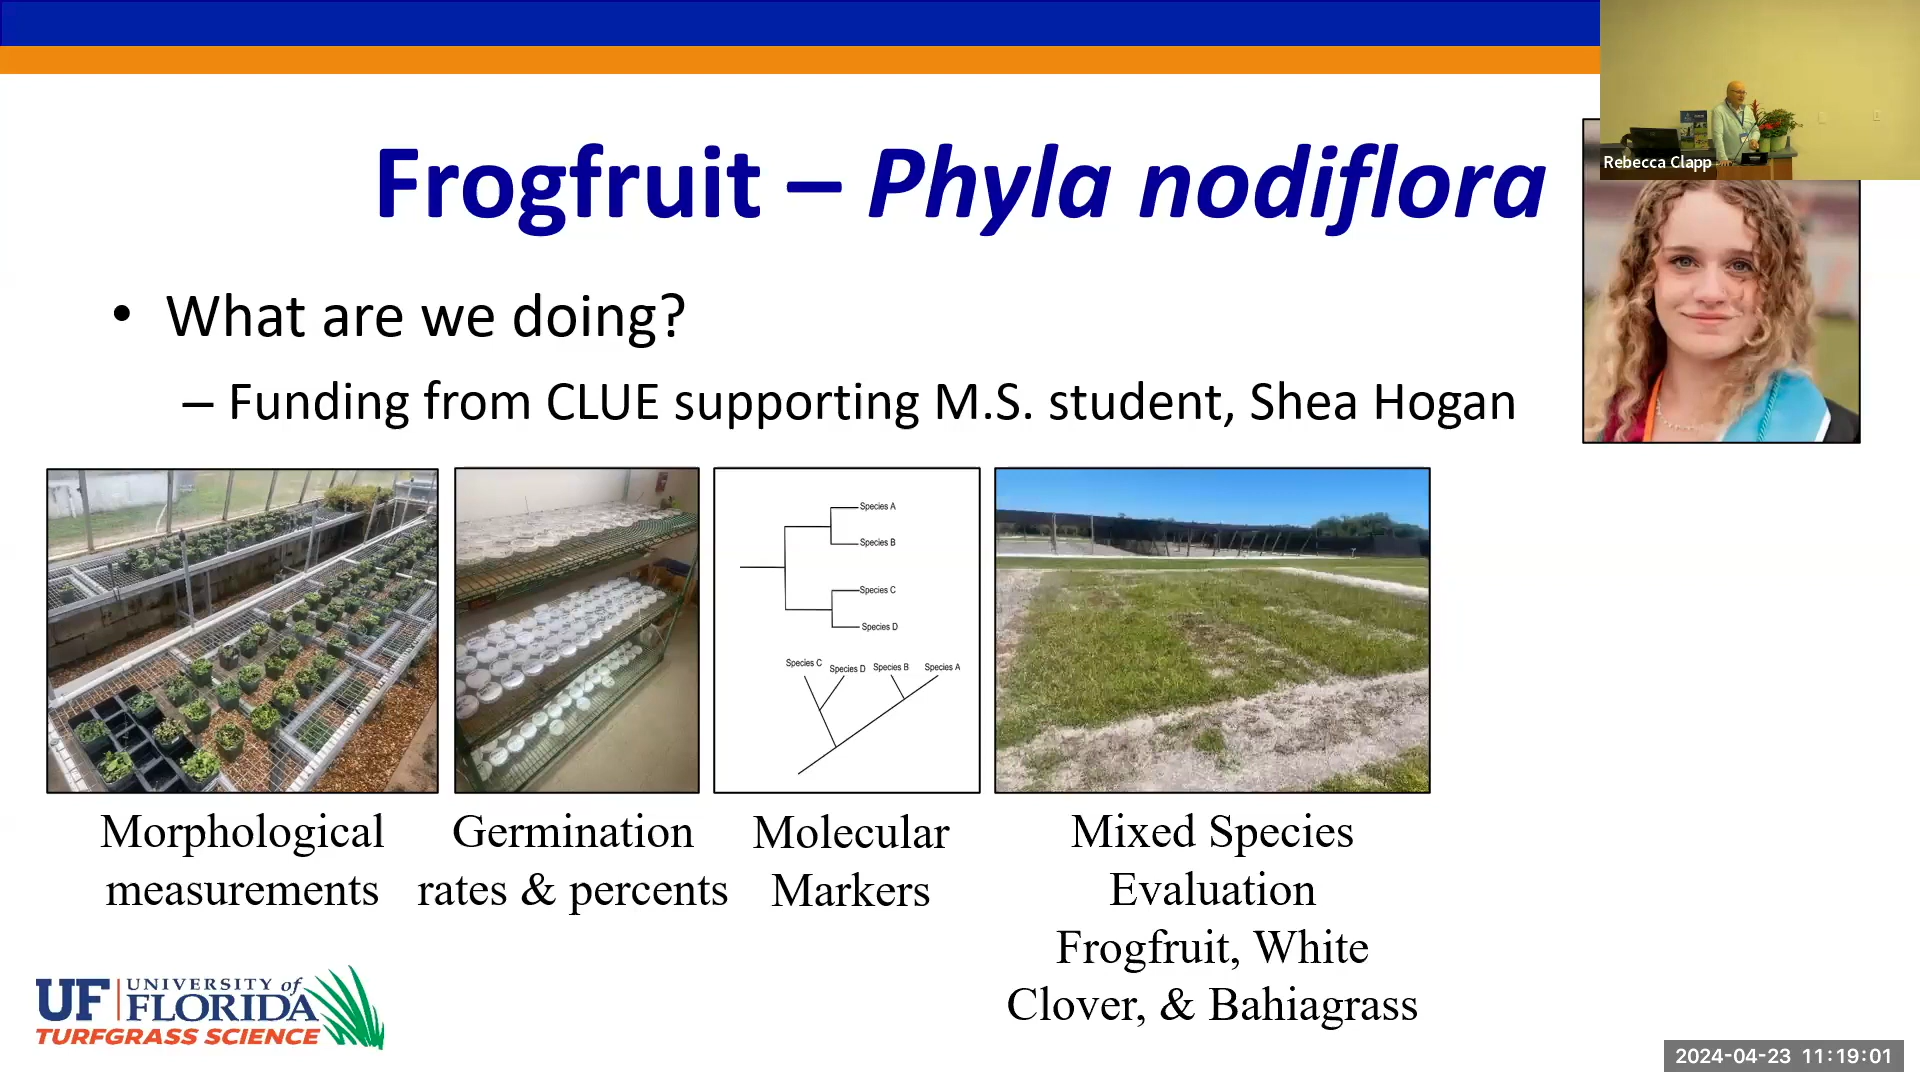 Rebecca Clapp
Frogfruit – Phyla nodiflora
• What are we doing?
– Funding from CLUE supporting M.S. student, Shea Hogan
Species A
Species B
Species C
Species D
Species C Species D Species B Species A
Morphological
measurements
Germination
rates & percents
Molecular
Markers
Mixed Species
Evaluation
Frogfruit, White
Clover, & Bahiagrass
UF UNIVERSITY of
FLORIDA
TURFGRASS SCIENCE
2024-04-23 11:19:01